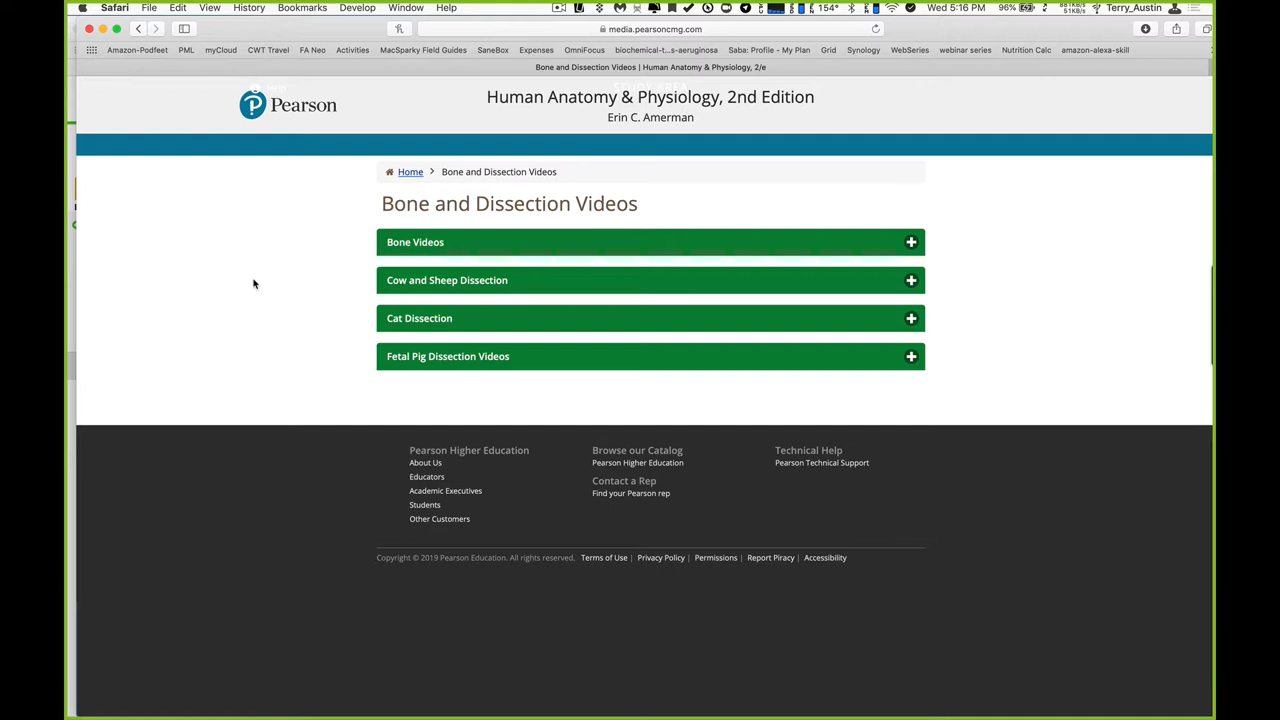 Safari File Edit View History Bookmarks Develop Window Help 154° Wed 5:16 PM 96% 51KB/s Terry_Austin
media.pearsoncmg.com
Amazon-Podfeet PML myCloud CWT Travel FA Neo Activities MacSparky Field Guides SaneBox Expenses OmniFocus biochemical-t...s-aeruginosa Saba: Profile - My Plan Grid Synology WebSeries webinar series Nutrition Calc amazon-alexa-skill
Bone and Dissection Videos | Human Anatomy & Physiology, 2/e
Pearson
Human Anatomy & Physiology, 2nd Edition
Erin C. Amerman
Home > Bone and Dissection Videos
Bone and Dissection Videos
Bone Videos
Cow and Sheep Dissection
Cat Dissection
Fetal Pig Dissection Videos
Pearson Higher Education
About Us
Educators
Academic Executives
Students
Other Customers
Browse our Catalog
Pearson Higher Education
Contact a Rep
Find your Pearson rep
Technical Help
Pearson Technical Support
Copyright © 2019 Pearson Education. All rights reserved. Terms of Use | Privacy Policy | Permissions | Report Piracy | Accessibility